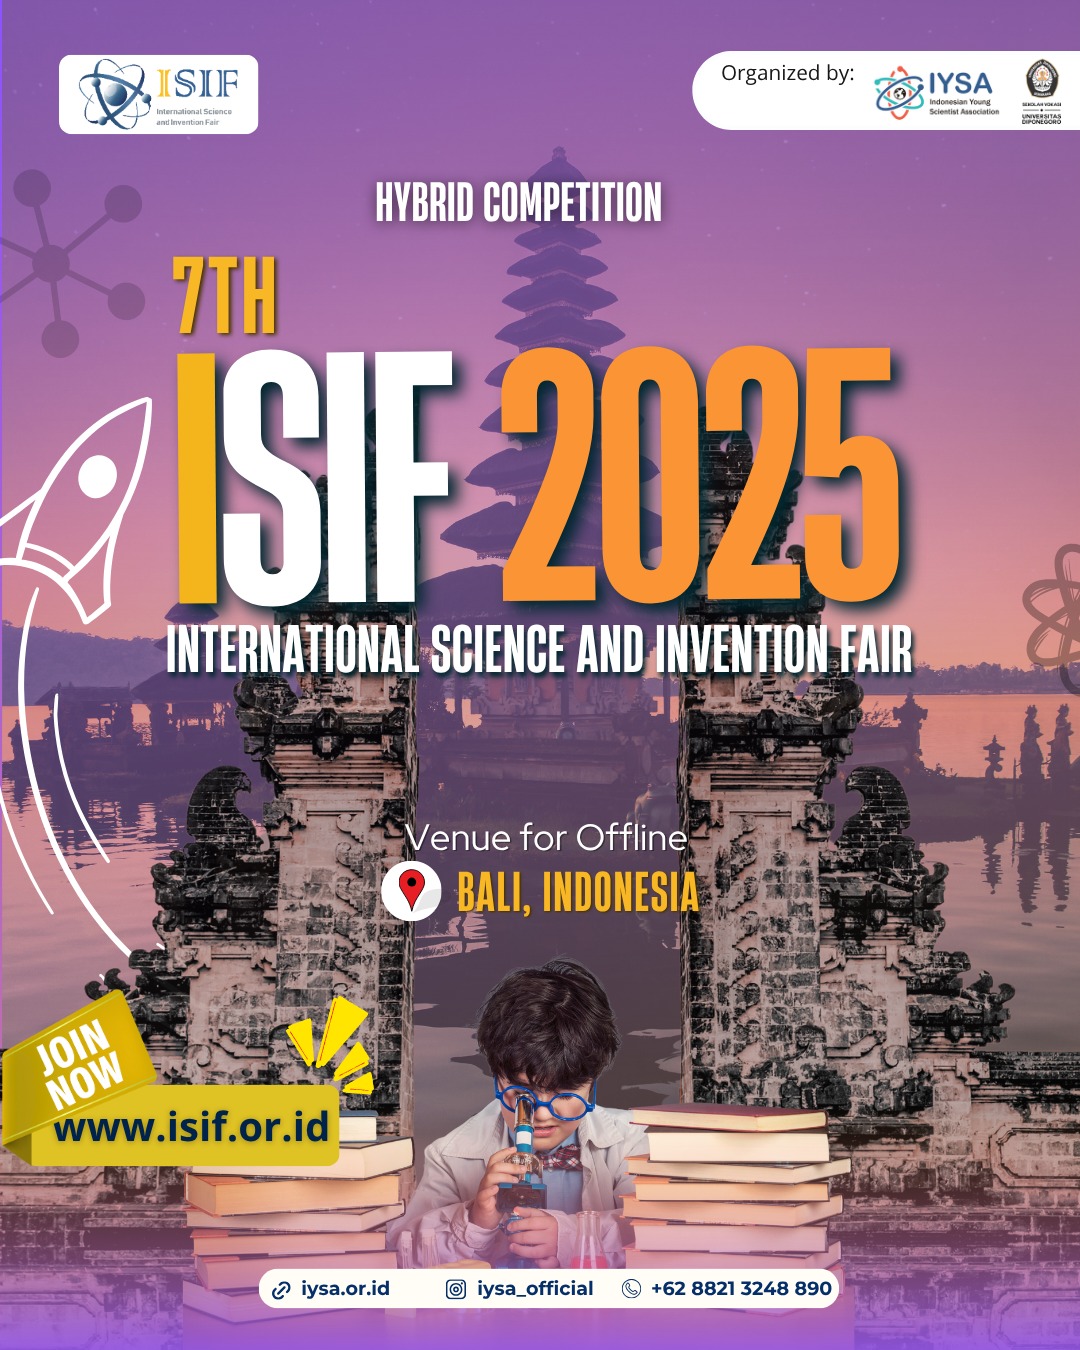 ISIF
International Science
and Invention Fair
Organized by:
IYSA
Indonesian Young
Scientist Association
SEKOLAH VOKASI
UNIVERSITAS
DIPONEGORO
HYBRID COMPETITION
7TH
ISIF 2025
INTERNATIONAL SCIENCE AND INVENTION FAIR
Venue for Offline
BALI, INDONESIA
JOIN
NOW
www.isif.or.id
iysa.or.id
iysa_official
+62 8821 3248 890